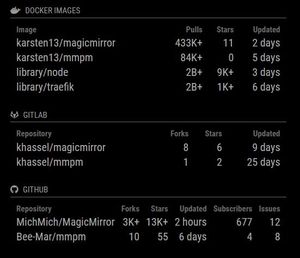 DOCKER IMAGES
Image Pulls Stars Updated
karsten13/magicmirror 433K+ 11 2 days
karsten13/mmpm 84K+ 0 5 days
library/node 2B+ 9K+ 3 days
library/traefik 2B+ 1K+ 6 days
GITLAB
Repository Forks Stars Updated
khassel/magicmirror 8 6 9 days
khassel/mmpm 1 2 25 days
GITHUB
Repository Forks Stars Updated Subscribers Issues
MichMich/MagicMirror 3K+ 13K+ 2 hours 677 12
Bee-Mar/mmpm 10 55 6 days 4 8